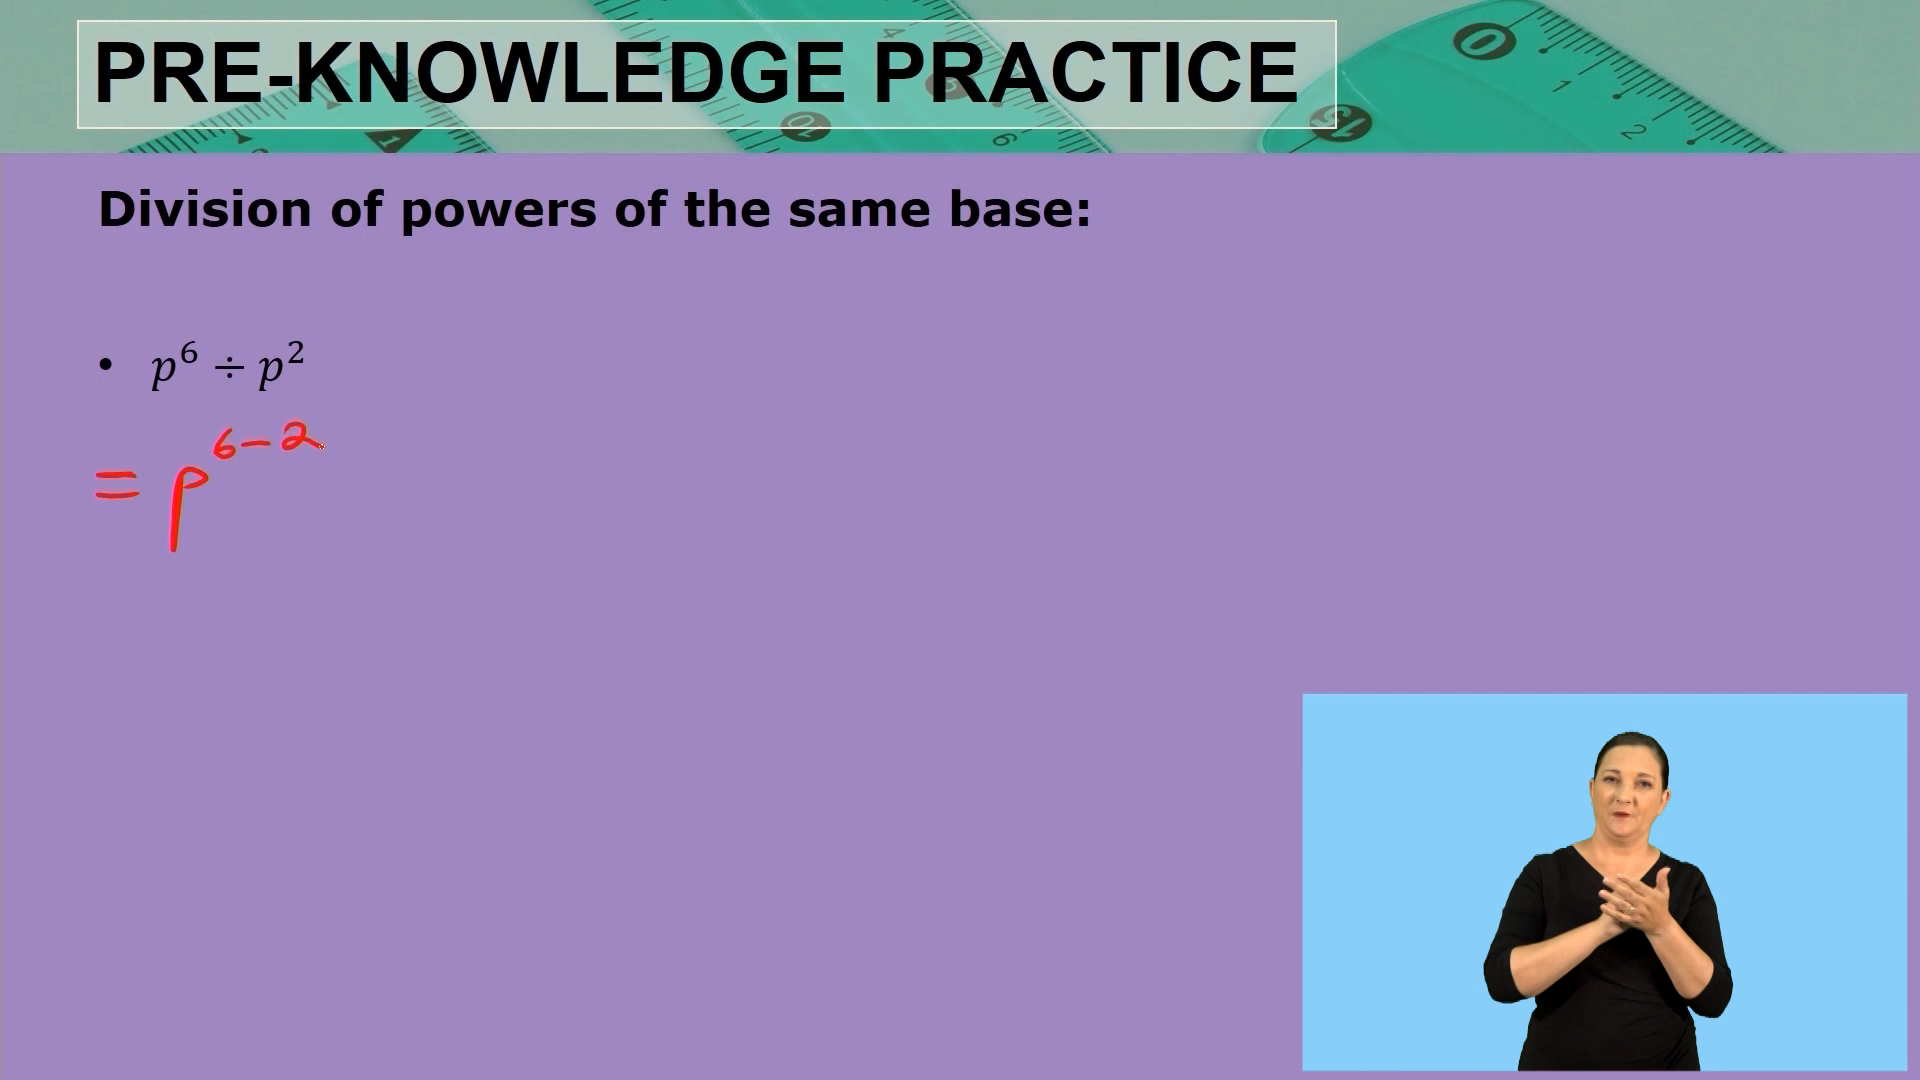 PRE-KNOWLEDGE PRACTICE
Division of powers of the same base:
• p⁶ ÷ p²
= p⁶⁻²